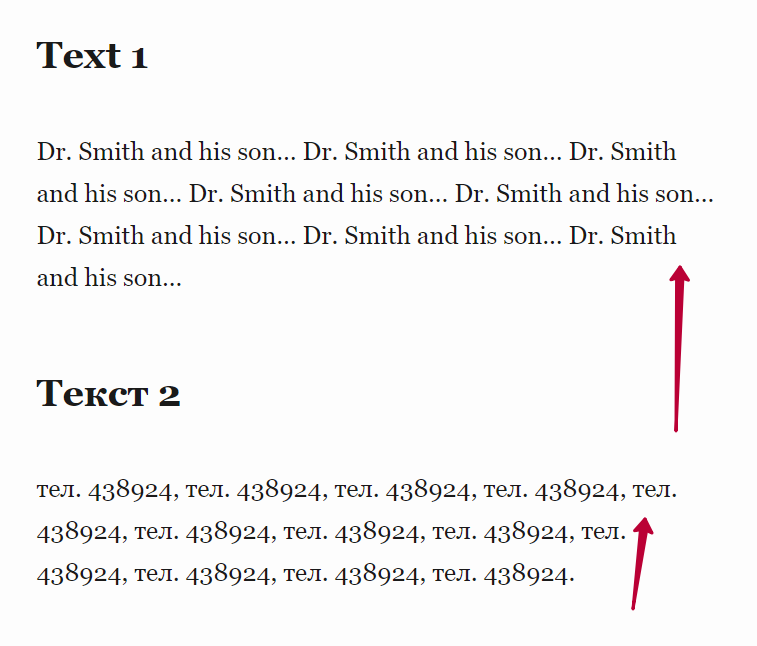 Text 1
Dr. Smith and his son... Dr. Smith and his son... Dr. Smith
and his son... Dr. Smith and his son... Dr. Smith and his son...
Dr. Smith and his son... Dr. Smith and his son... Dr. Smith
and his son...
Текст 2
тел. 438924, тел. 438924, тел. 438924, тел. 438924, тел.
438924, тел. 438924, тел. 438924, тел. 438924, тел.
438924, тел. 438924, тел. 438924, тел. 438924.